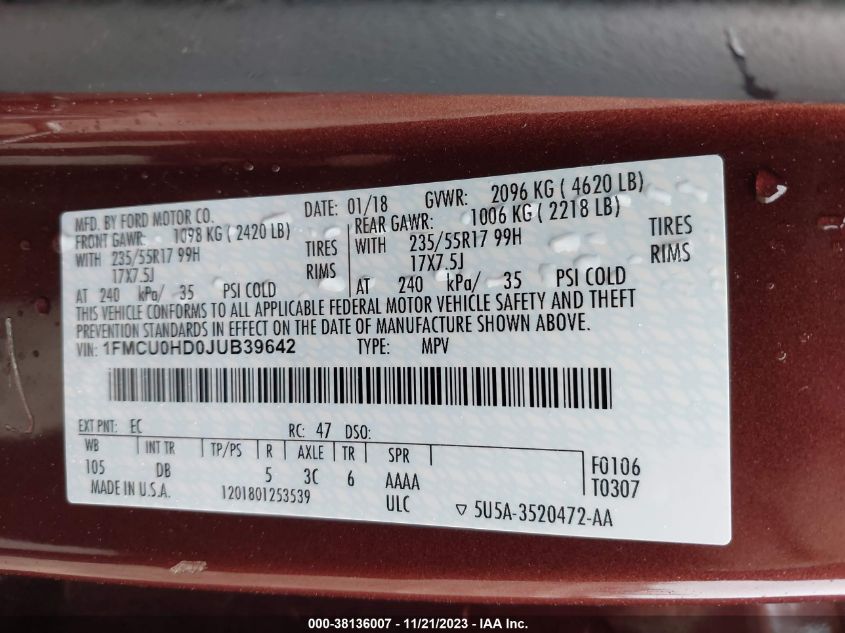 MFD. BY FORD MOTOR CO.
DATE: 01/18 GVWR: 2096 KG ( 4620 LB)
FRONT GAWR: 1098 KG ( 2420 LB)
WITH 235/55R17 99H TIRES
17X7.5J RIMS
AT 240 kPa/ 35 PSI COLD
REAR GAWR: 1006 KG ( 2218 LB)
WITH 235/55R17 99H TIRES
17X7.5J RIMS
AT 240 kPa/ 35 PSI COLD
THIS VEHICLE CONFORMS TO ALL APPLICABLE FEDERAL MOTOR VEHICLE SAFETY AND THEFT
PREVENTION STANDARDS IN EFFECT ON THE DATE OF MANUFACTURE SHOWN ABOVE.
VIN: 1FMCU0HD0JUB39642 TYPE: MPV
EXT PNT: EC RC: 47 DSO:
WB INT TR TP/PS R AXLE TR SPR
105 DB 5 3C 6 AAAA
ULC
F0106
T0307
MADE IN U.S.A. 1201801253539
▽ 5U5A-3520472-AA
000-38136007 — 11/21/2023 — IAA Inc.